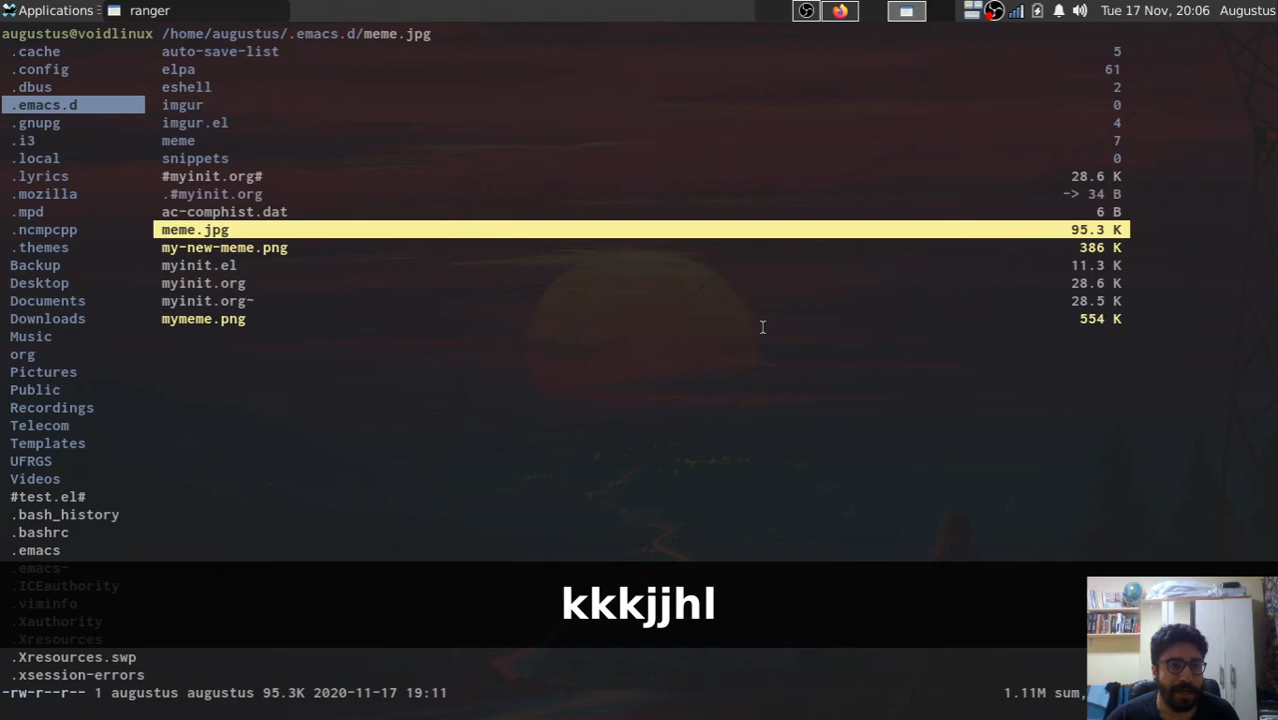 Applications : ranger Tue 17 Nov, 20:06 Augustus
augustus@voidlinux /home/augustus/.emacs.d/meme.jpg
.cache auto-save-list 5
.config elpa 61
.dbus eshell 2
.emacs.d imgur 0
.gnupg imgur.el 4
.i3 meme 7
.local snippets 0
.lyrics #myinit.org# 28.6 K
.mozilla .#myinit.org -> 34 B
.mpd ac-comphist.dat 6 B
.ncmpcpp meme.jpg 95.3 K
.themes my-new-meme.png 386 K
Backup myinit.el 11.3 K
Desktop myinit.org 28.6 K
Documents myinit.org~ 28.5 K
Downloads mymeme.png 554 K
Music
org
Pictures
Public
Recordings
Telecom
Templates
UFRGS
Videos
#test.el#
.bash_history
.bashrc
.emacs
.emacs~
.ICEauthority
.viminfo
.Xauthority
.Xresources
.Xresources.swp
.xsession-errors
kkkjjhl
-rw-r--r-- 1 augustus augustus 95.3K 2020-11-17 19:11 1.11M sum,